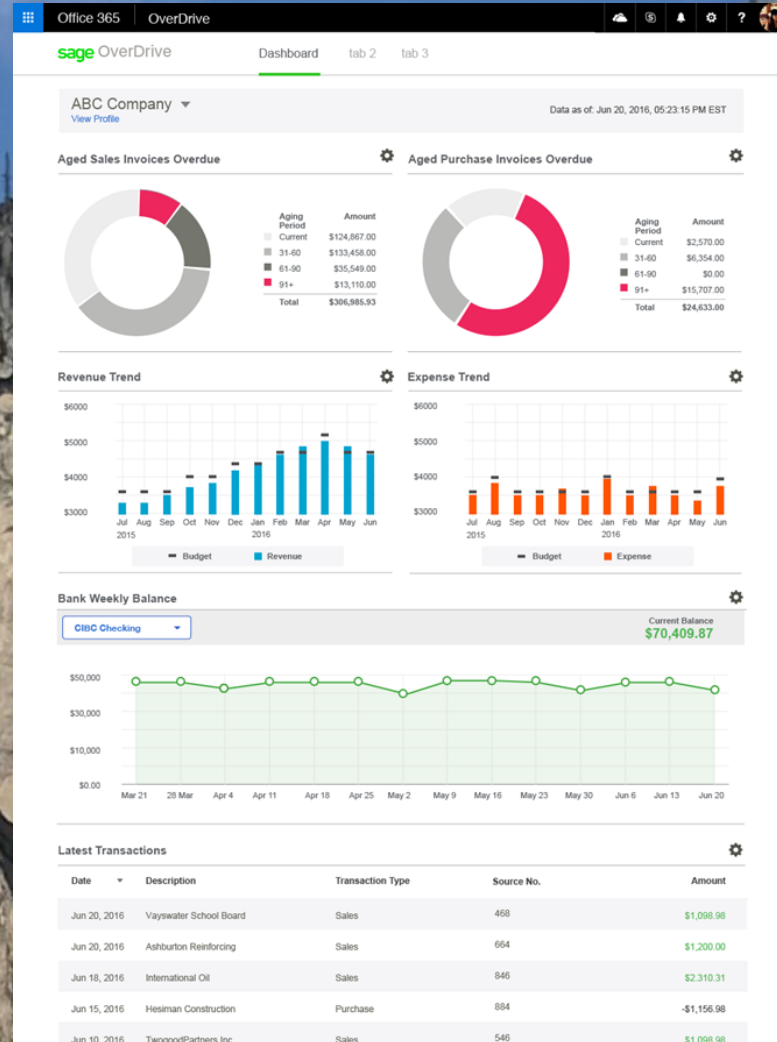 Office 365 OverDrive S ?
sage OverDrive Dashboard tab 2 tab 3
ABC Company
View Profile
Data as of: Jun 20, 2016, 05:23:15 PM EST
Aged Sales Invoices Overdue
Aging Period Amount
Current $124,867.00
31-60 $133,458.00
61-90 $35,549.00
91+ $13,110.00
Total $306,985.93
Aged Purchase Invoices Overdue
Aging Period Amount
Current $2,570.00
31-60 $6,354.00
61-90 $0.00
91+ $15,707.00
Total $24,633.00
Revenue Trend
$6000
$5000
$4000
$3000
Jul Aug Sep Oct Nov Dec Jan Feb Mar Apr May Jun
2015 2016
Budget Revenue
Expense Trend
$6000
$5000
$4000
$3000
Jul Aug Sep Oct Nov Dec Jan Feb Mar Apr May Jun
2015 2016
Budget Expense
Bank Weekly Balance
CIBC Checking
Current Balance
$70,409.87
$50,000
$30,000
$10,000
$0.00
Mar 21 28 Mar Apr 4 Apr 11 Apr 18 Apr 25 May 2 May 9 May 16 May 23 May 30 Jun 6 Jun 13 Jun 20
Latest Transactions
Date Description Transaction Type Source No. Amount
Jun 20, 2016 Vayswater School Board Sales 468 $1,098.98
Jun 20, 2016 Ashburton Reinforcing Sales 664 $1,200.00
Jun 18, 2016 International Oil Sales 846 $2.310.31
Jun 15, 2016 Hesiman Construction Purchase 884 -$1,156.98
Jun 10, 2016 TwogoodPartners Inc Sales 546 $1,098.98